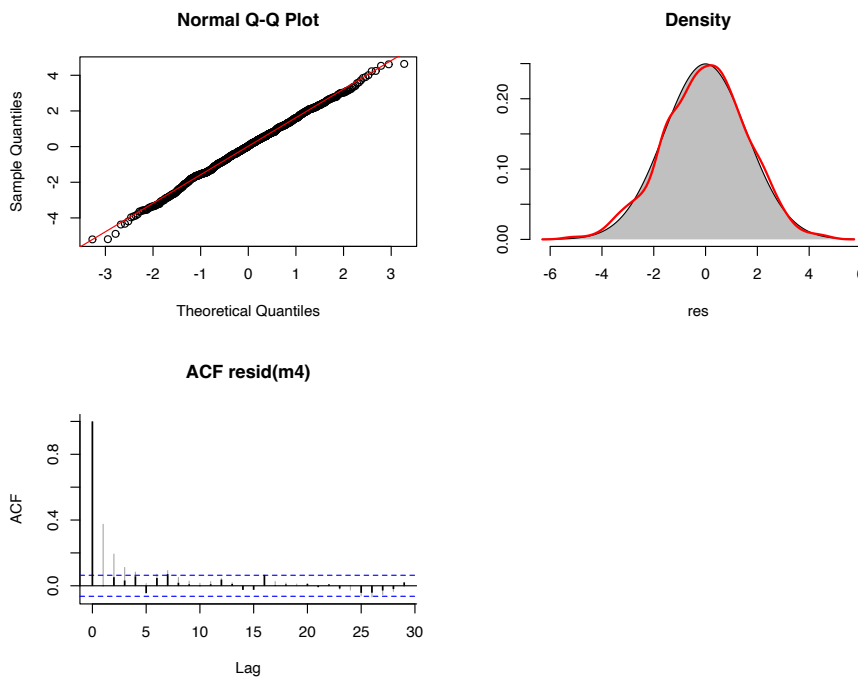 Normal Q-Q Plot
Sample Quantiles
-4 -2 0 2 4
-3 -2 -1 0 1 2 3
Theoretical Quantiles
Density
0.00 0.10 0.20
-6 -4 -2 0 2 4 6
res
ACF resid(m4)
ACF
0.0 0.4 0.8
0 5 10 15 20 25 30
Lag